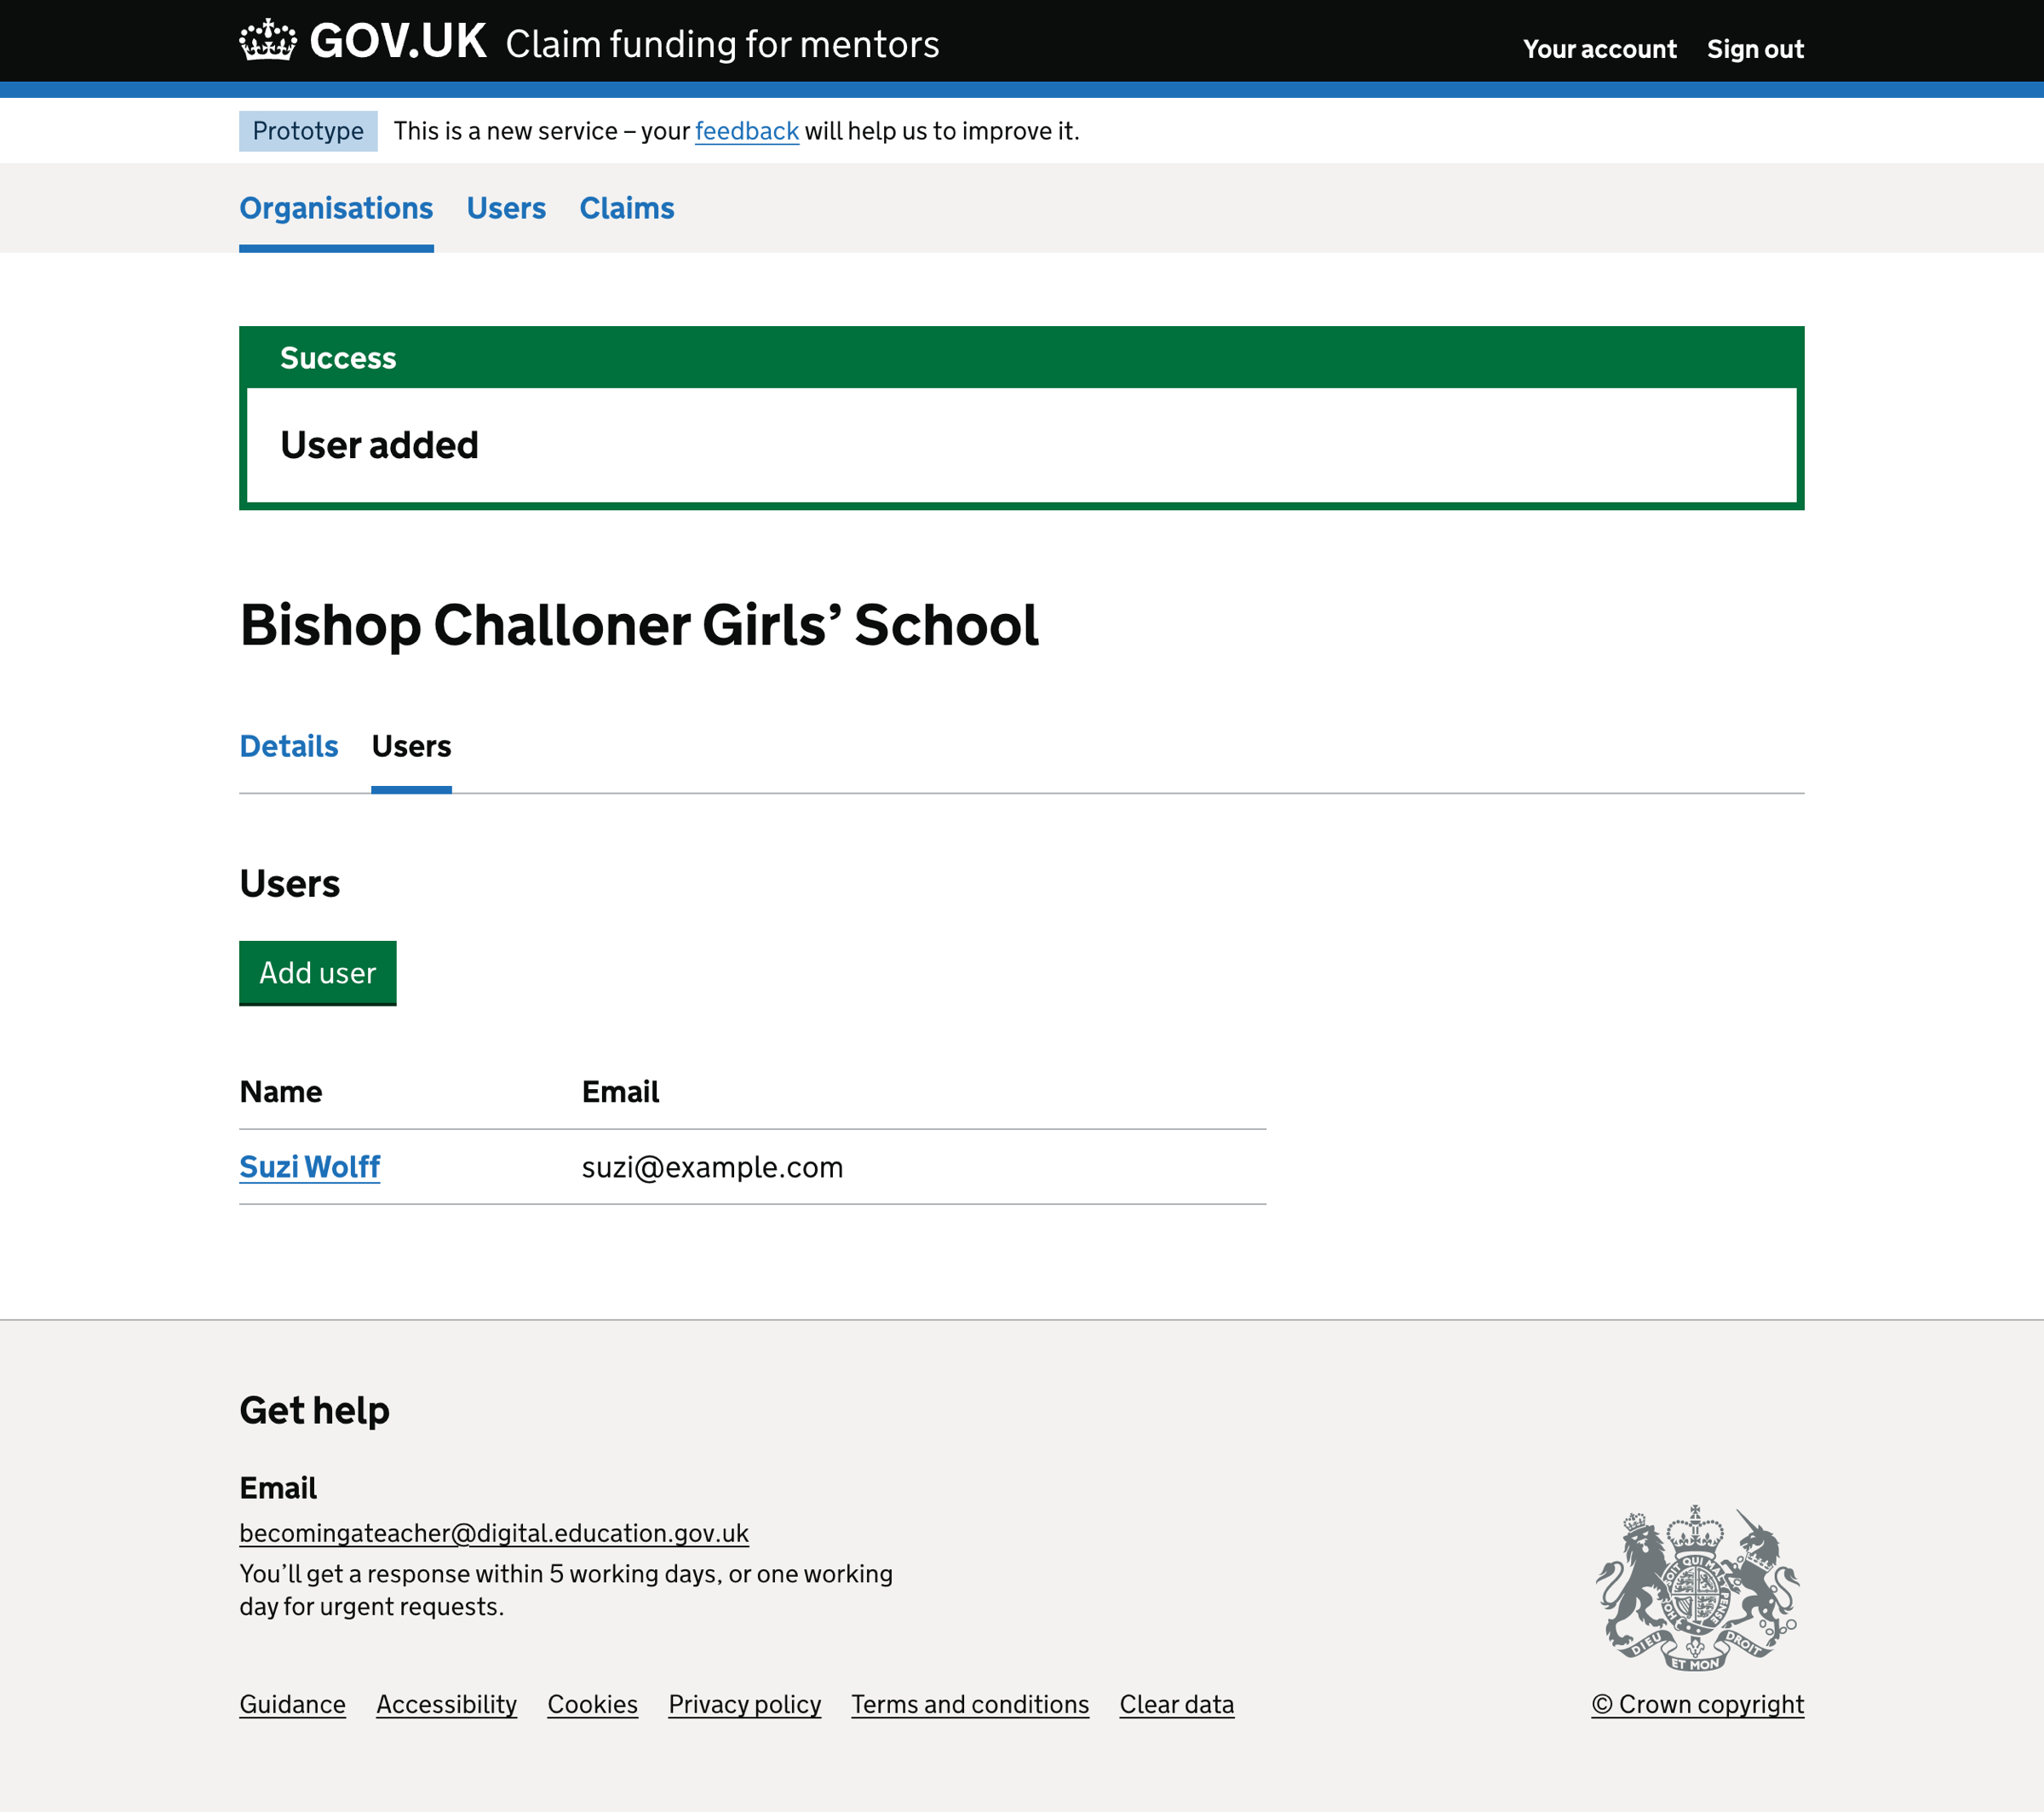 GOV.UK Claim funding for mentors Your account Sign out
Prototype This is a new service – your feedback will help us to improve it.
Organisations Users Claims
Success
User added
Bishop Challoner Girls’ School
Details Users
Users
Add user
Name Email
Suzi Wolff suzi@example.com
Get help
Email
becomingateacher@digital.education.gov.uk
You’ll get a response within 5 working days, or one working
day for urgent requests.
DIEU ET MON DROIT
Guidance Accessibility Cookies Privacy policy Terms and conditions Clear data © Crown copyright